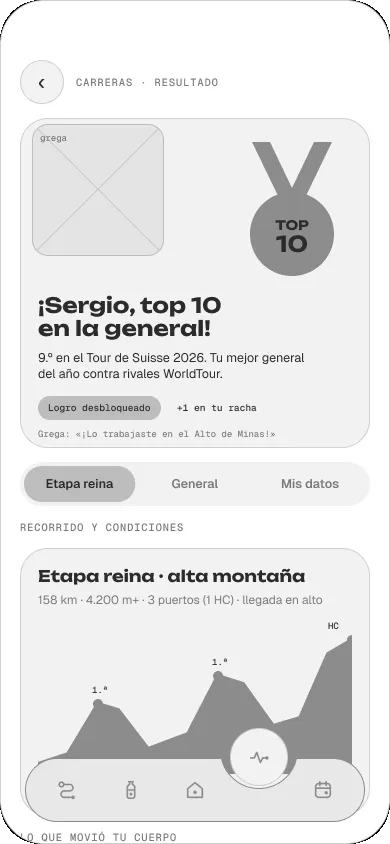 ‹ CARRERAS · RESULTADO
grega
TOP
10
¡Sergio, top 10
en la general!
9.º en el Tour de Suisse 2026. Tu mejor general
del año contra rivales WorldTour.
Logro desbloqueado +1 en tu racha
Grega: «¡Lo trabajaste en el Alto de Minas!»
Etapa reina General Mis datos
RECORRIDO Y CONDICIONES
Etapa reina · alta montaña
158 km · 4.200 m+ · 3 puertos (1 HC) · llegada en alto
HC
1.ª
1.ª
LO QUE MOVIÓ TU CUERPO